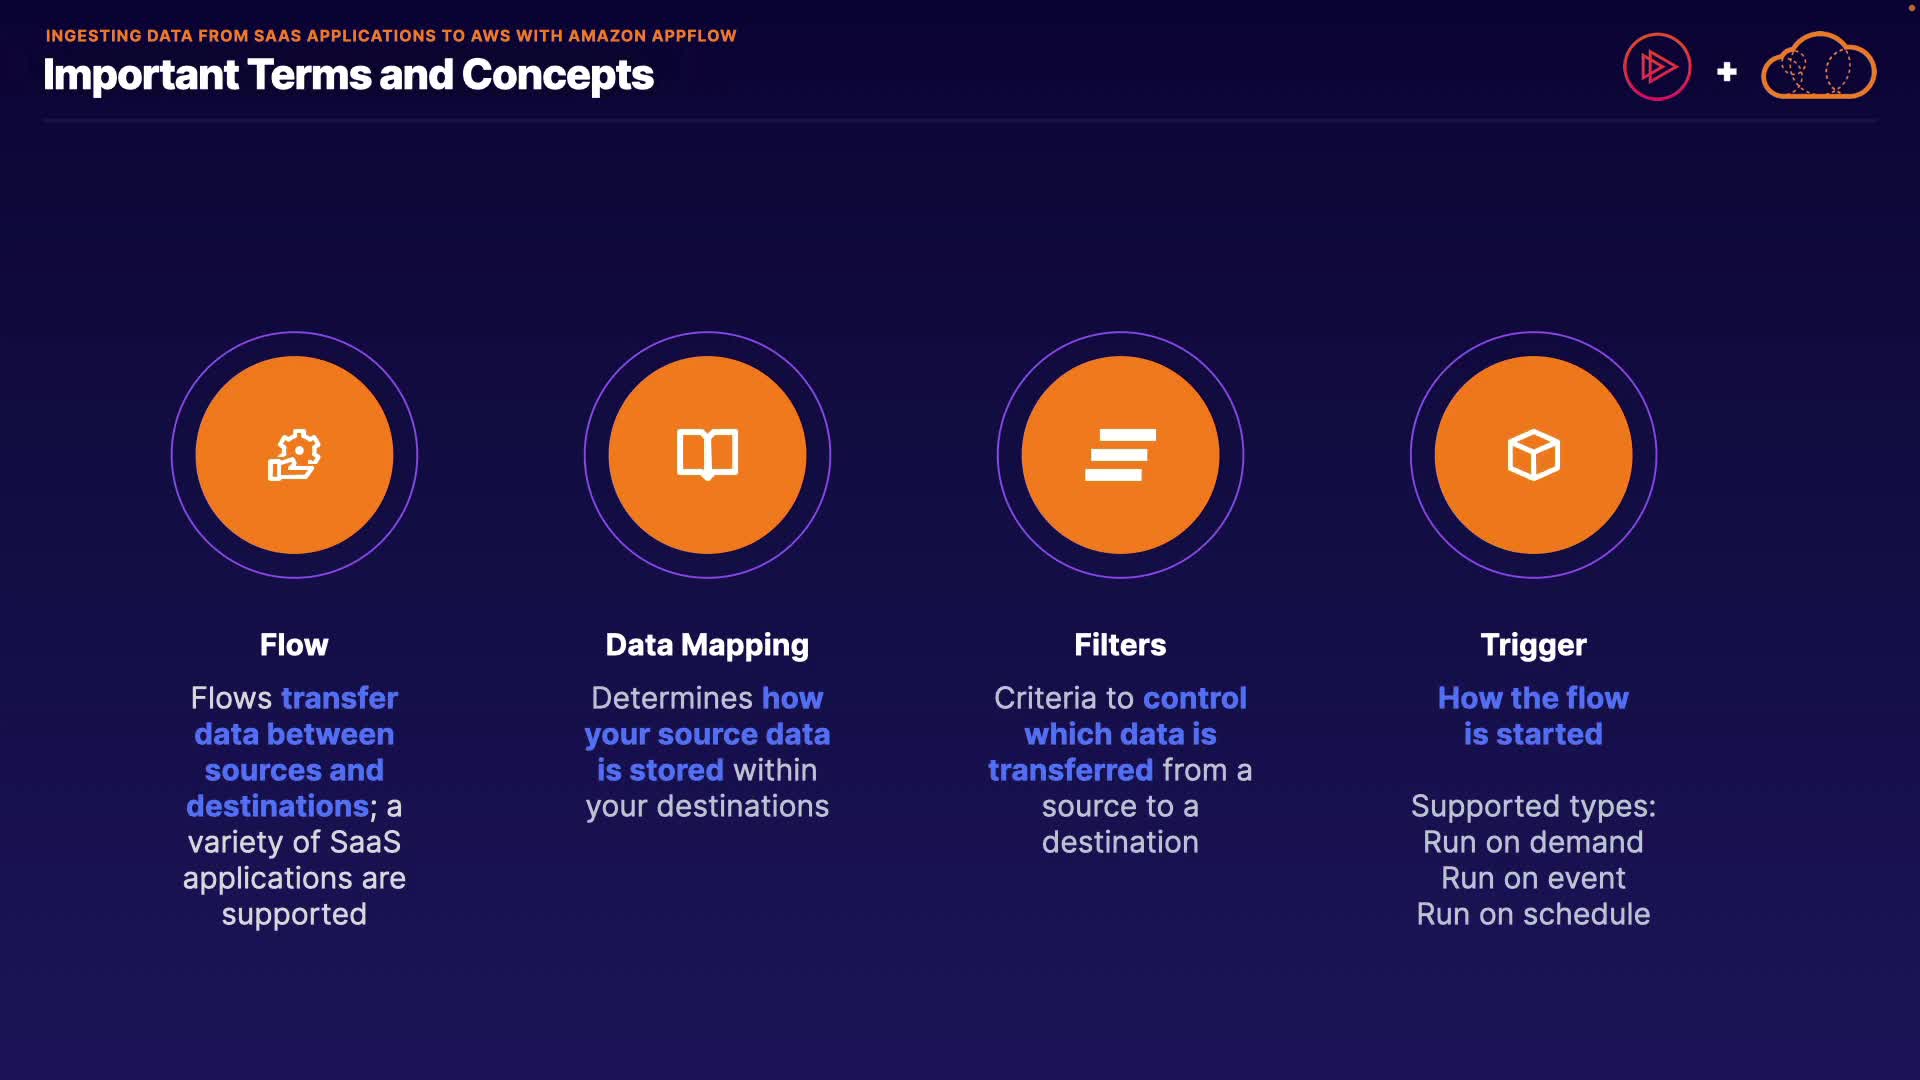 INGESTING DATA FROM SAAS APPLICATIONS TO AWS WITH AMAZON APPFLOW
Important Terms and Concepts
Flow
Flows transfer
data between
sources and
destinations; a
variety of SaaS
applications are
supported
Data Mapping
Determines how
your source data
is stored within
your destinations
Filters
Criteria to control
which data is
transferred from a
source to a
destination
Trigger
How the flow
is started
Supported types:
Run on demand
Run on event
Run on schedule